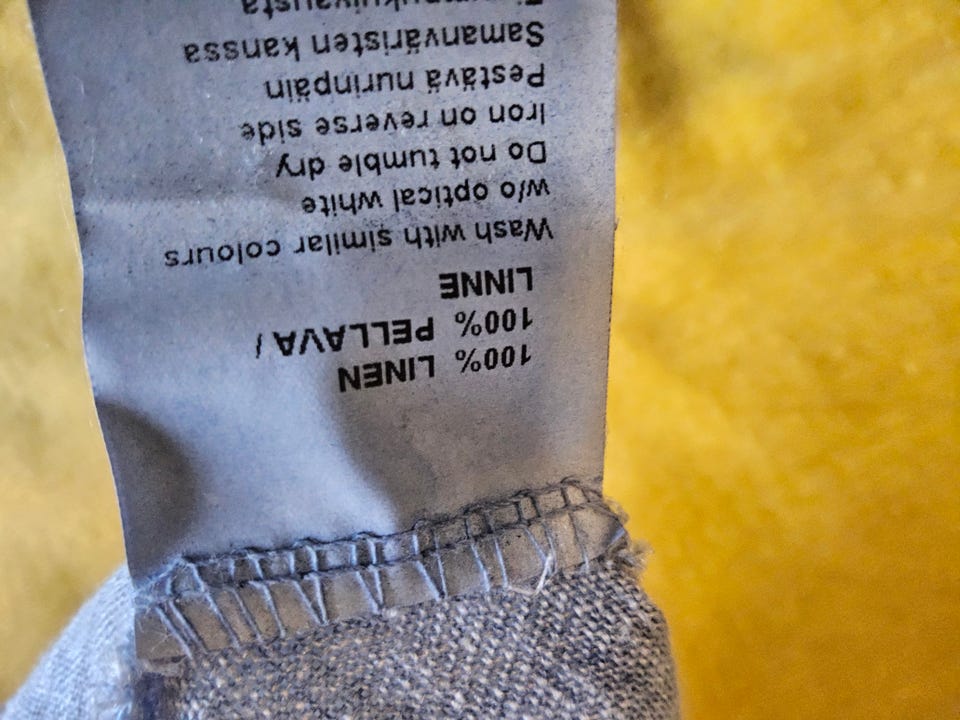 100% LINEN
100% PELLAVA /
LINNE
Wash with similar colours
w/o optical white
Do not tumble dry
Iron on reverse side
Pestävä nurinpäin
Samanväristen kanssa